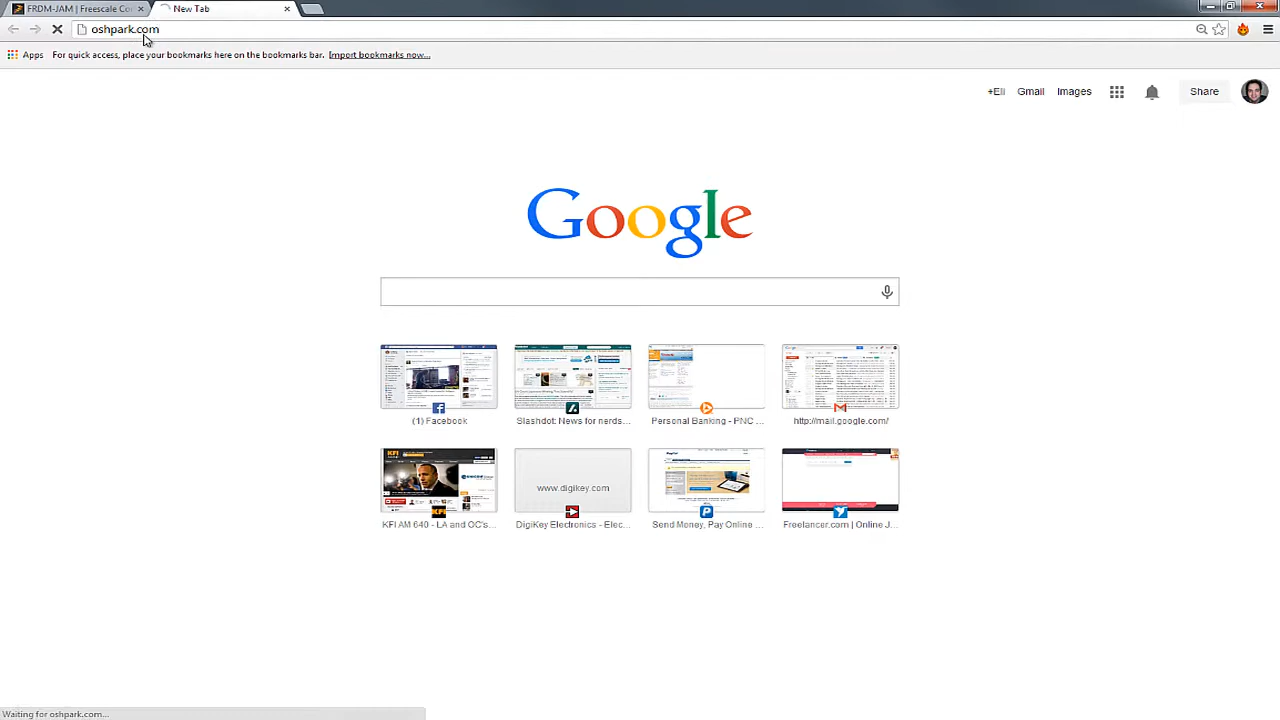 FRDM-JAM | Freescale Con
New Tab
oshpark.com
Apps
For quick access, place your bookmarks here on the bookmarks bar.
Import bookmarks now...
+Eli
Gmail
Images
Share
Google
(1) Facebook
Slashdot: News for nerds...
Personal Banking - PNC ...
http://mail.google.com/
www.digikey.com
KFI AM 640 - LA and OC's...
DigiKey Electronics - Elec...
Send Money, Pay Online ...
Freelancer.com | Online J...
Waiting for oshpark.com...